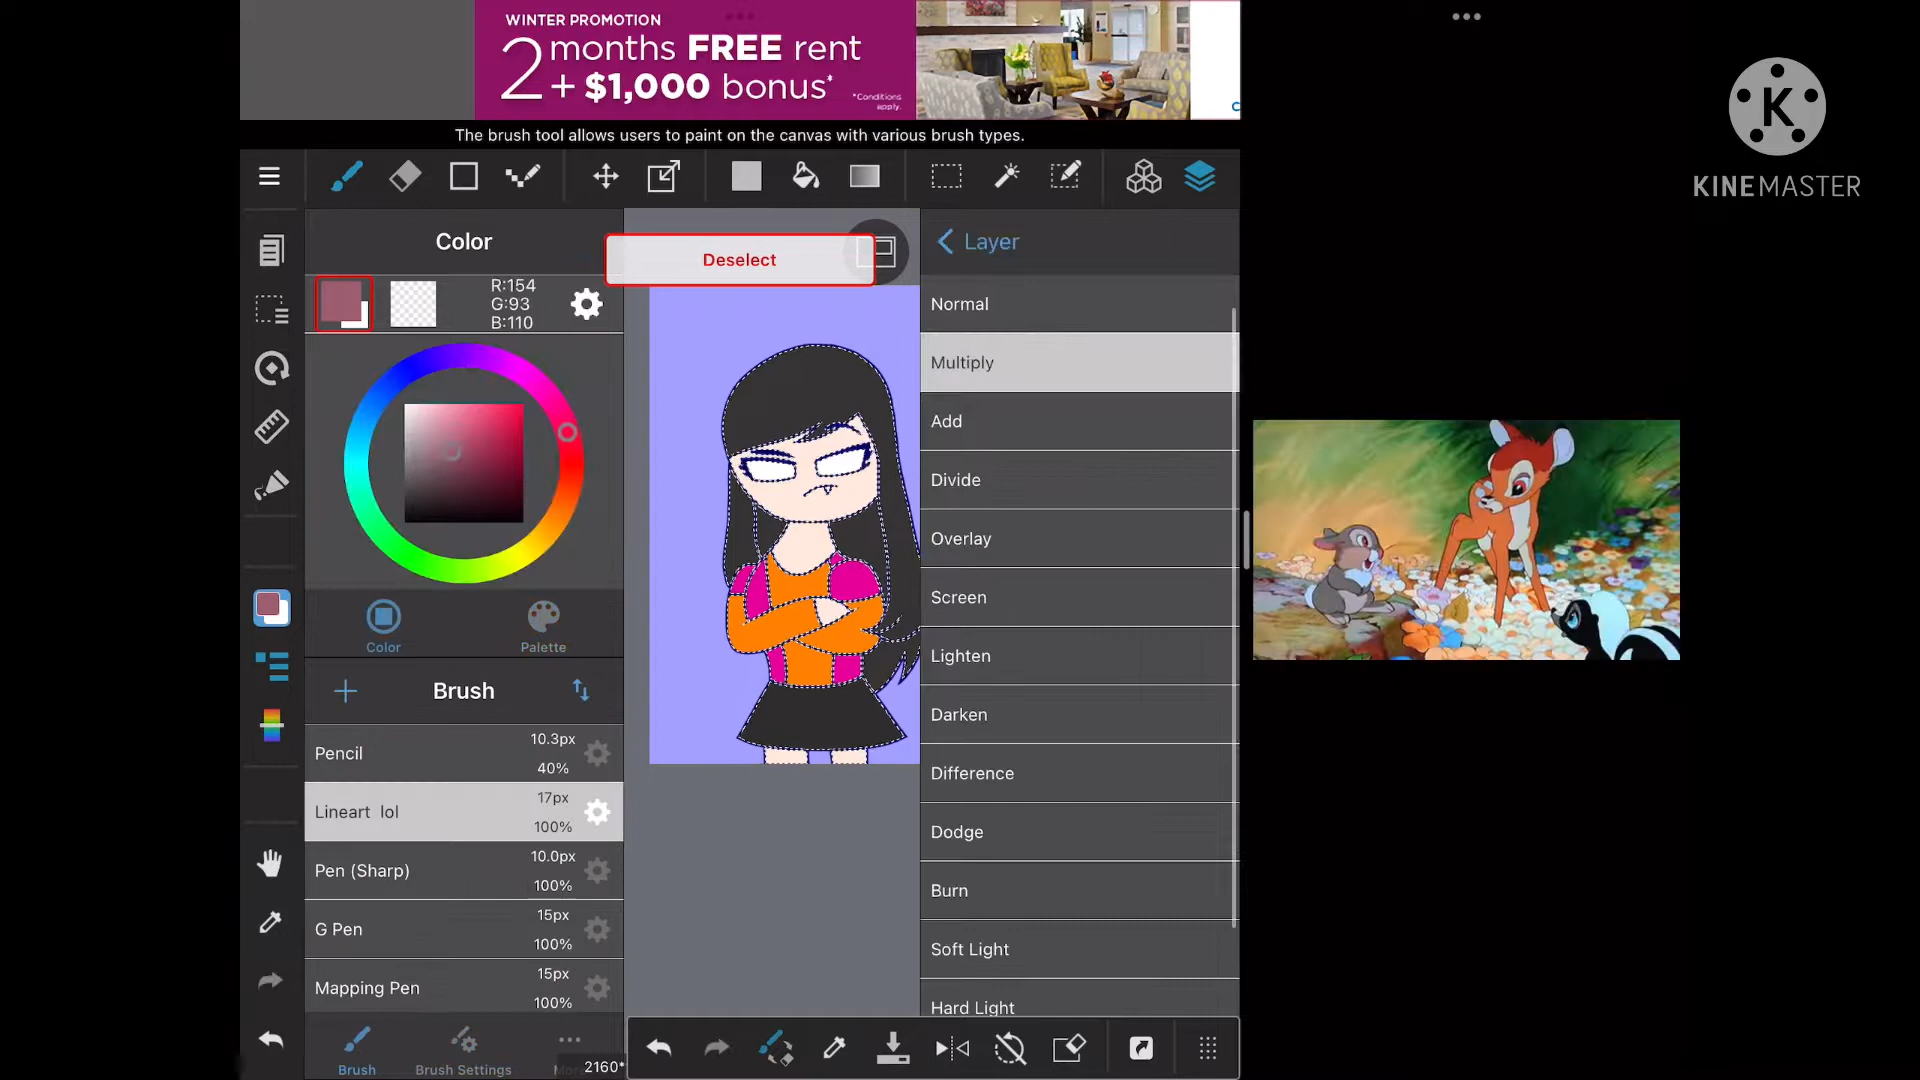 WINTER PROMOTION
2 months FREE rent
+ $1,000 bonus*
*Conditions
apply.
The brush tool allows users to paint on the canvas with various brush types.
KINEMASTER
Color
R:154
G:93
B:110
Deselect
Layer
Normal
Multiply
Add
Divide
Overlay
Screen
Lighten
Darken
Difference
Dodge
Burn
Soft Light
Hard Light
Color
Palette
Brush
Pencil
10.3px
40%
Lineart lol
17px
100%
Pen (Sharp)
10.0px
100%
G Pen
15px
100%
Mapping Pen
15px
100%
Brush
Brush Settings
2160*